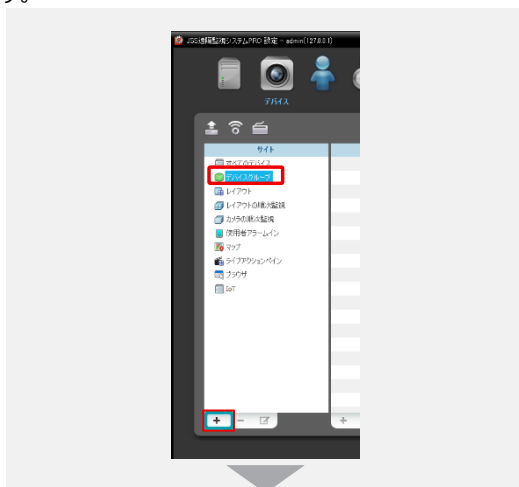 す。
JSS遠隔監視システムPRO 設定 - admin(127.0.0.1)
デバイス
サイト
すべてのデバイス
デバイスグループ
レイアウト
レイアウトの順次監視
カメラの順次監視
使用者アラームイン
マップ
ライブアクションペイン
ブラウザ
IoT